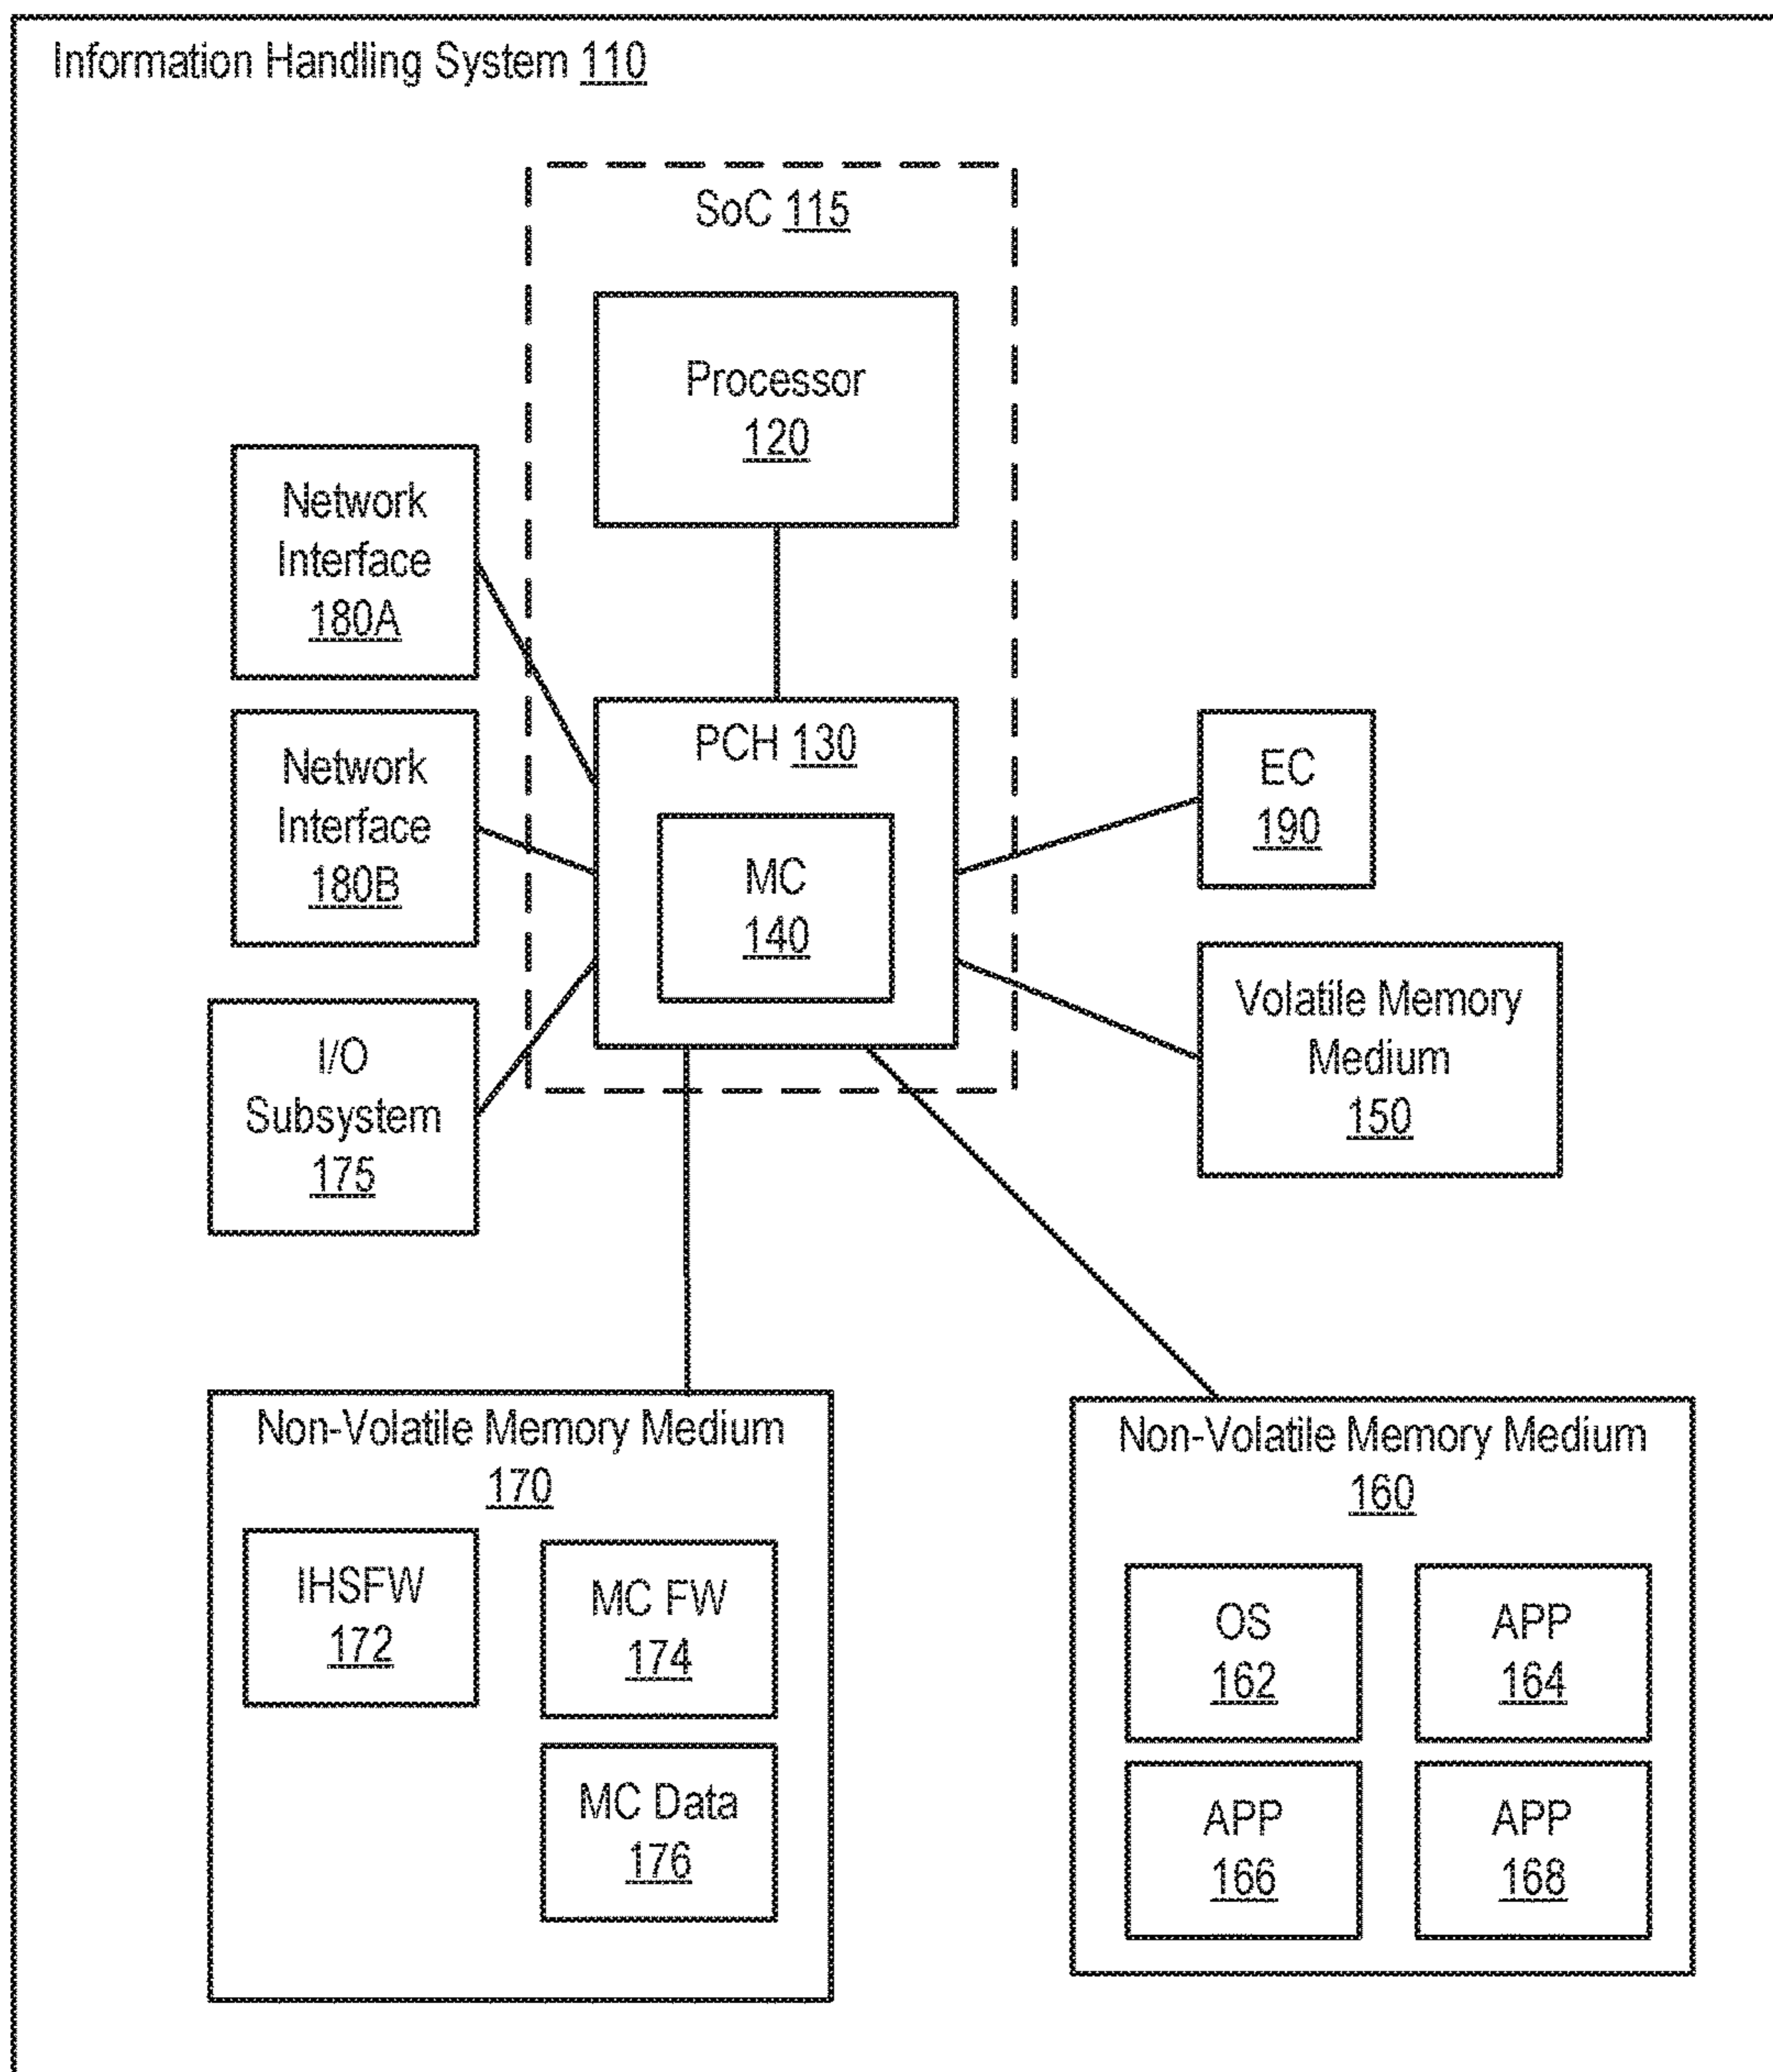 Information Handling System 110
SoC 115
Processor
120
Network
Interface
180A
Network
Interface
180B
I/O
Subsystem
175
PCH 130
MC
140
EC
190
Volatile Memory
Medium
150
Non-Volatile Memory Medium
170
IHSFW
172
MC FW
174
MC Data
176
Non-Volatile Memory Medium
160
OS
162
APP
164
APP
166
APP
168